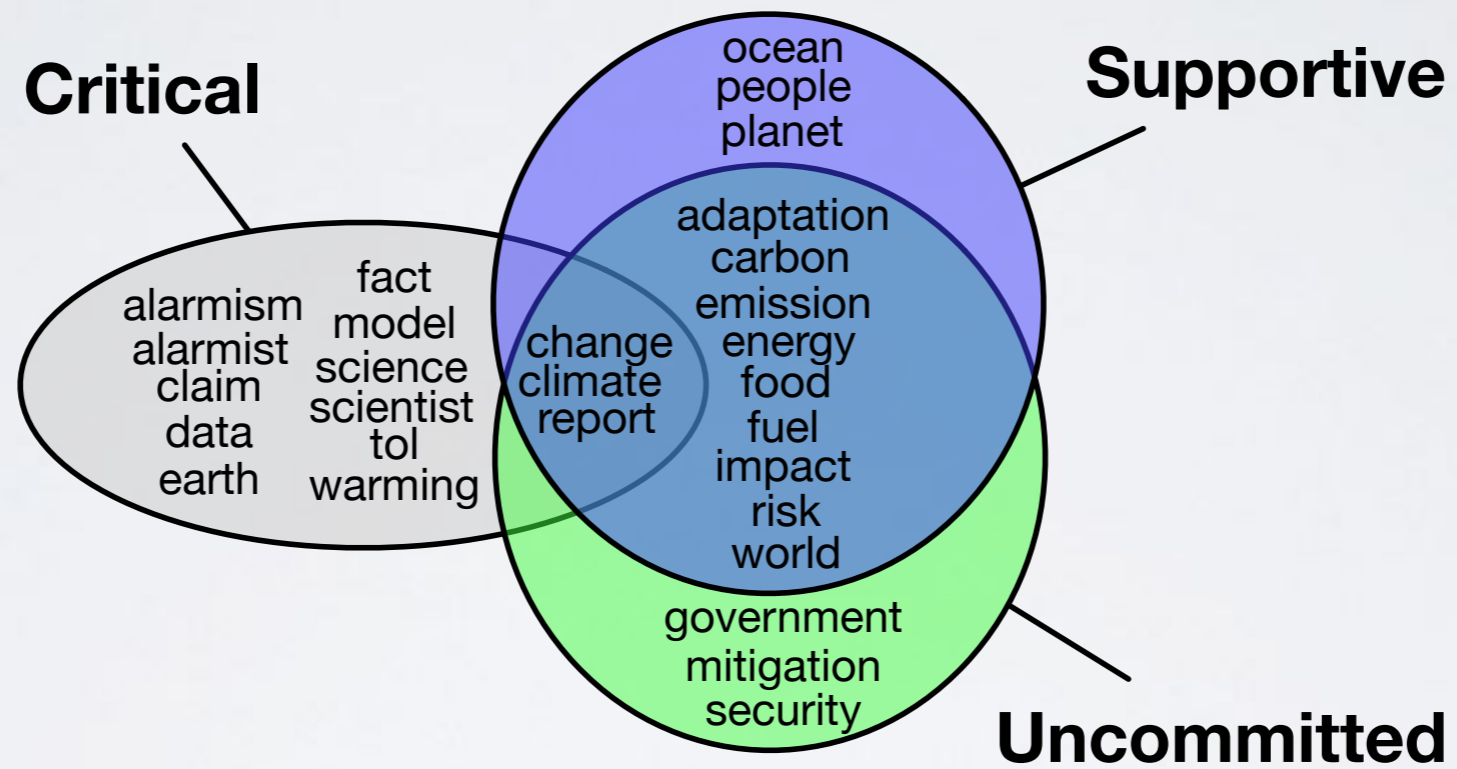 Critical
Supportive
ocean
people
planet
alarmism
alarmist
claim
data
earth
fact
model
science
scientist
tol
warming
change
climate
report
adaptation
carbon
emission
energy
food
fuel
impact
risk
world
government
mitigation
security
Uncommitted